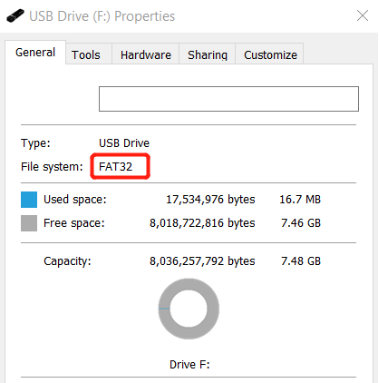 USB Drive (F:) Properties
General Tools Hardware Sharing Customize
Type: USB Drive
File system: FAT32
Used space: 17,534,976 bytes 16.7 MB
Free space: 8,018,722,816 bytes 7.46 GB
Capacity: 8,036,257,792 bytes 7.48 GB
Drive F: